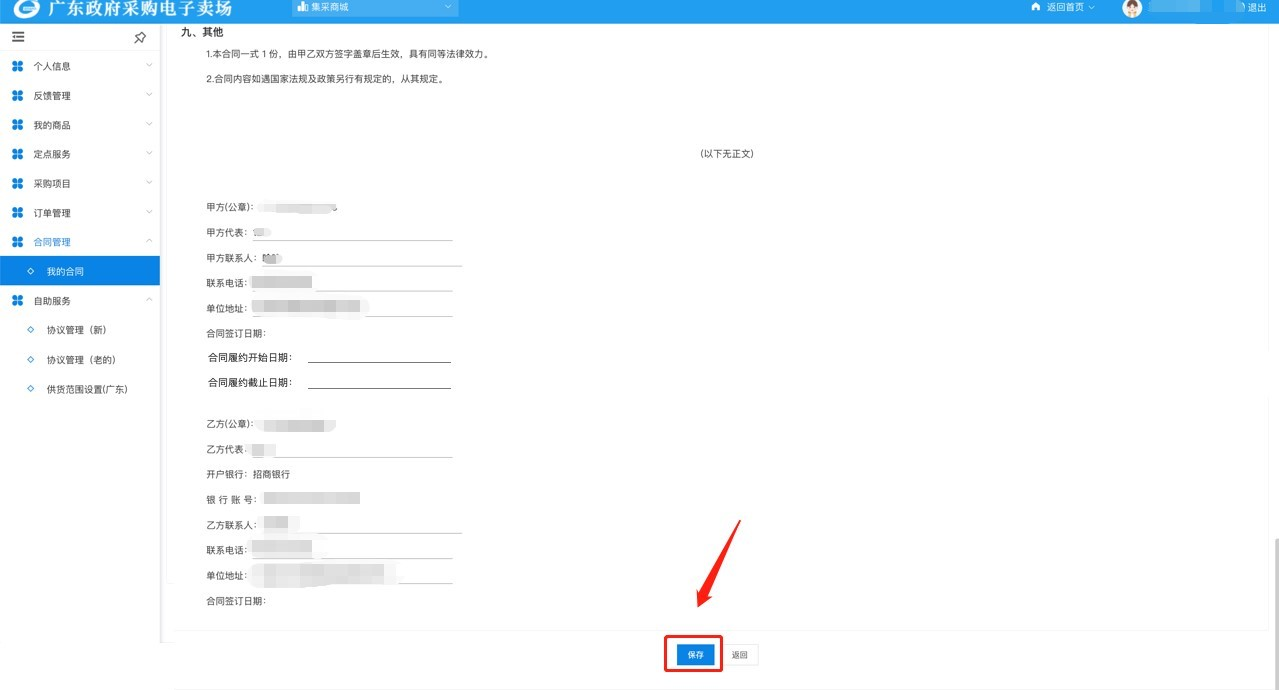 广东政府采购电子卖场
集采商城
返回首页
退出
个人信息
反馈管理
我的商品
定点服务
采购项目
订单管理
合同管理
我的合同
自助服务
协议管理（新）
协议管理（老的）
供货范围设置(广东)
九、其他
1.本合同一式 1 份，由甲乙双方签字盖章后生效，具有同等法律效力。
2.合同内容如遇国家法规及政策另行有规定的，从其规定。
(以下无正文)
甲方(公章):
甲方代表:
甲方联系人:
联系电话:
单位地址:
合同签订日期:
合同履约开始日期:
合同履约截止日期:
乙方(公章):
乙方代表:
开户银行: 招商银行
银 行 账 号:
乙方联系人:
联系电话:
单位地址:
合同签订日期:
保存
返回